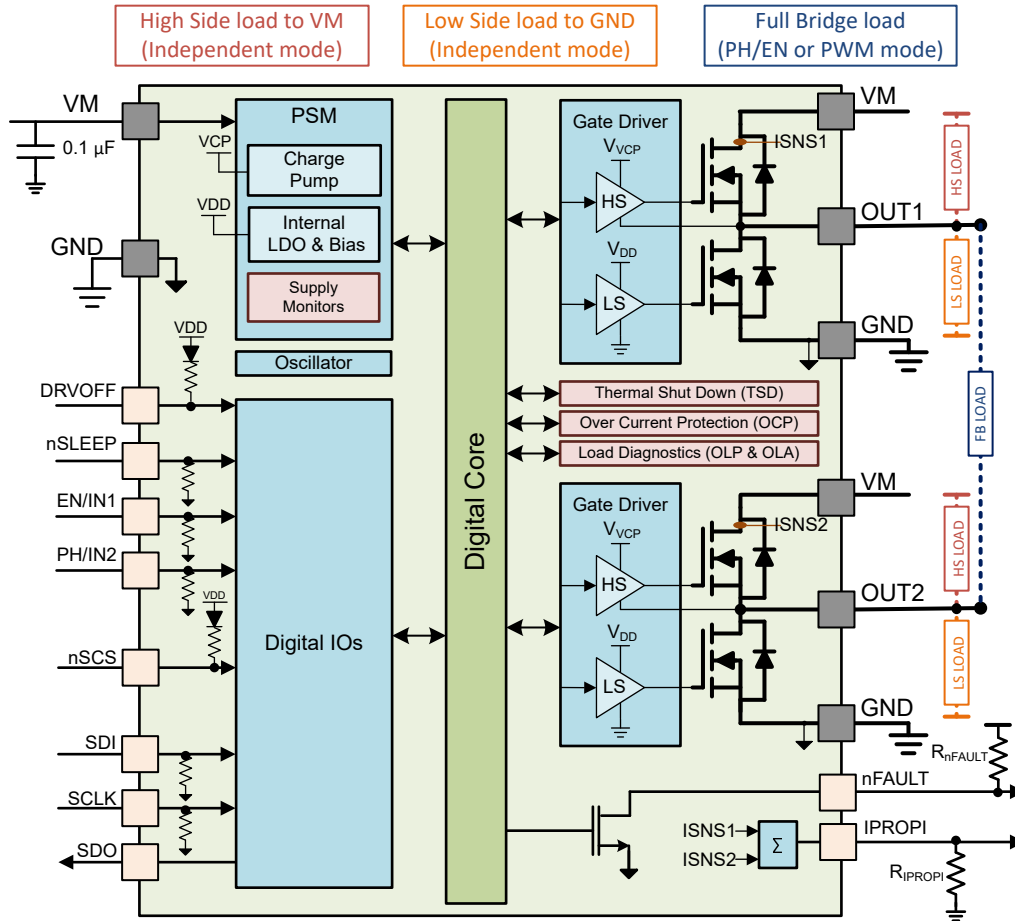 High Side load to VM
(Independent mode)
Low Side load to GND
(Independent mode)
Full Bridge load
(PH/EN or PWM mode)
VM
0.1 µF
GND
PSM
VCP
Charge
Pump
VDD
Internal
LDO & Bias
Supply
Monitors
Oscillator
VDD
DRVOFF
nSLEEP
EN/IN1
PH/IN2
VDD
nSCS
SDI
SCLK
SDO
Digital IOs
Digital Core
Gate Driver
VVCP
HS
VDD
LS
ISNS1
VM
OUT1
GND
HS LOAD
LS LOAD
FB LOAD
Thermal Shut Down (TSD)
Over Current Protection (OCP)
Load Diagnostics (OLP & OLA)
Gate Driver
VVCP
HS
VDD
LS
ISNS2
VM
OUT2
GND
HS LOAD
LS LOAD
RnFAULT
nFAULT
ISNS1
ISNS2
Σ
IPROPI
RIPROPI